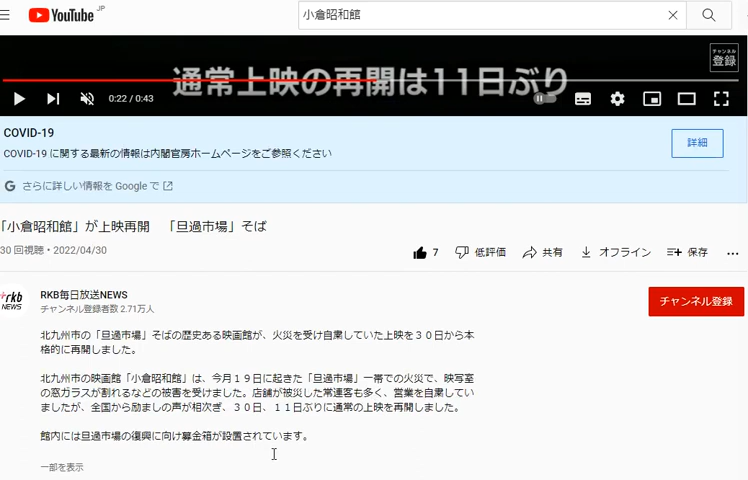 YouTube JP
小倉昭和館
チャンネル
登録
通常上映の再開は11日ぶり
0:22 / 0:43
COVID-19
COVID-19 に関する最新の情報は内閣官房ホームページをご参照ください
詳細
G さらに詳しい情報を Google で
「小倉昭和館」が上映再開 「旦過市場」そば
30 回視聴・2022/04/30
7 低評価 共有 オフライン 保存
rkb NEWS
RKB毎日放送NEWS
チャンネル登録者数 2.71万人
チャンネル登録
北九州市の「旦過市場」そばの歴史ある映画館が、火災を受け自粛していた上映を３０日から本
格的に再開しました。
北九州市の映画館「小倉昭和館」は、今月１９日に起きた「旦過市場」一帯での火災で、映写室
の窓ガラスが割れるなどの被害を受けました。店舗が被災した常連客も多く、営業を自粛してい
ましたが、全国から励ましの声が相次ぎ、３０日、１１日ぶりに通常の上映を再開しました。
館内には旦過市場の復興に向け募金箱が設置されています。
一部を表示